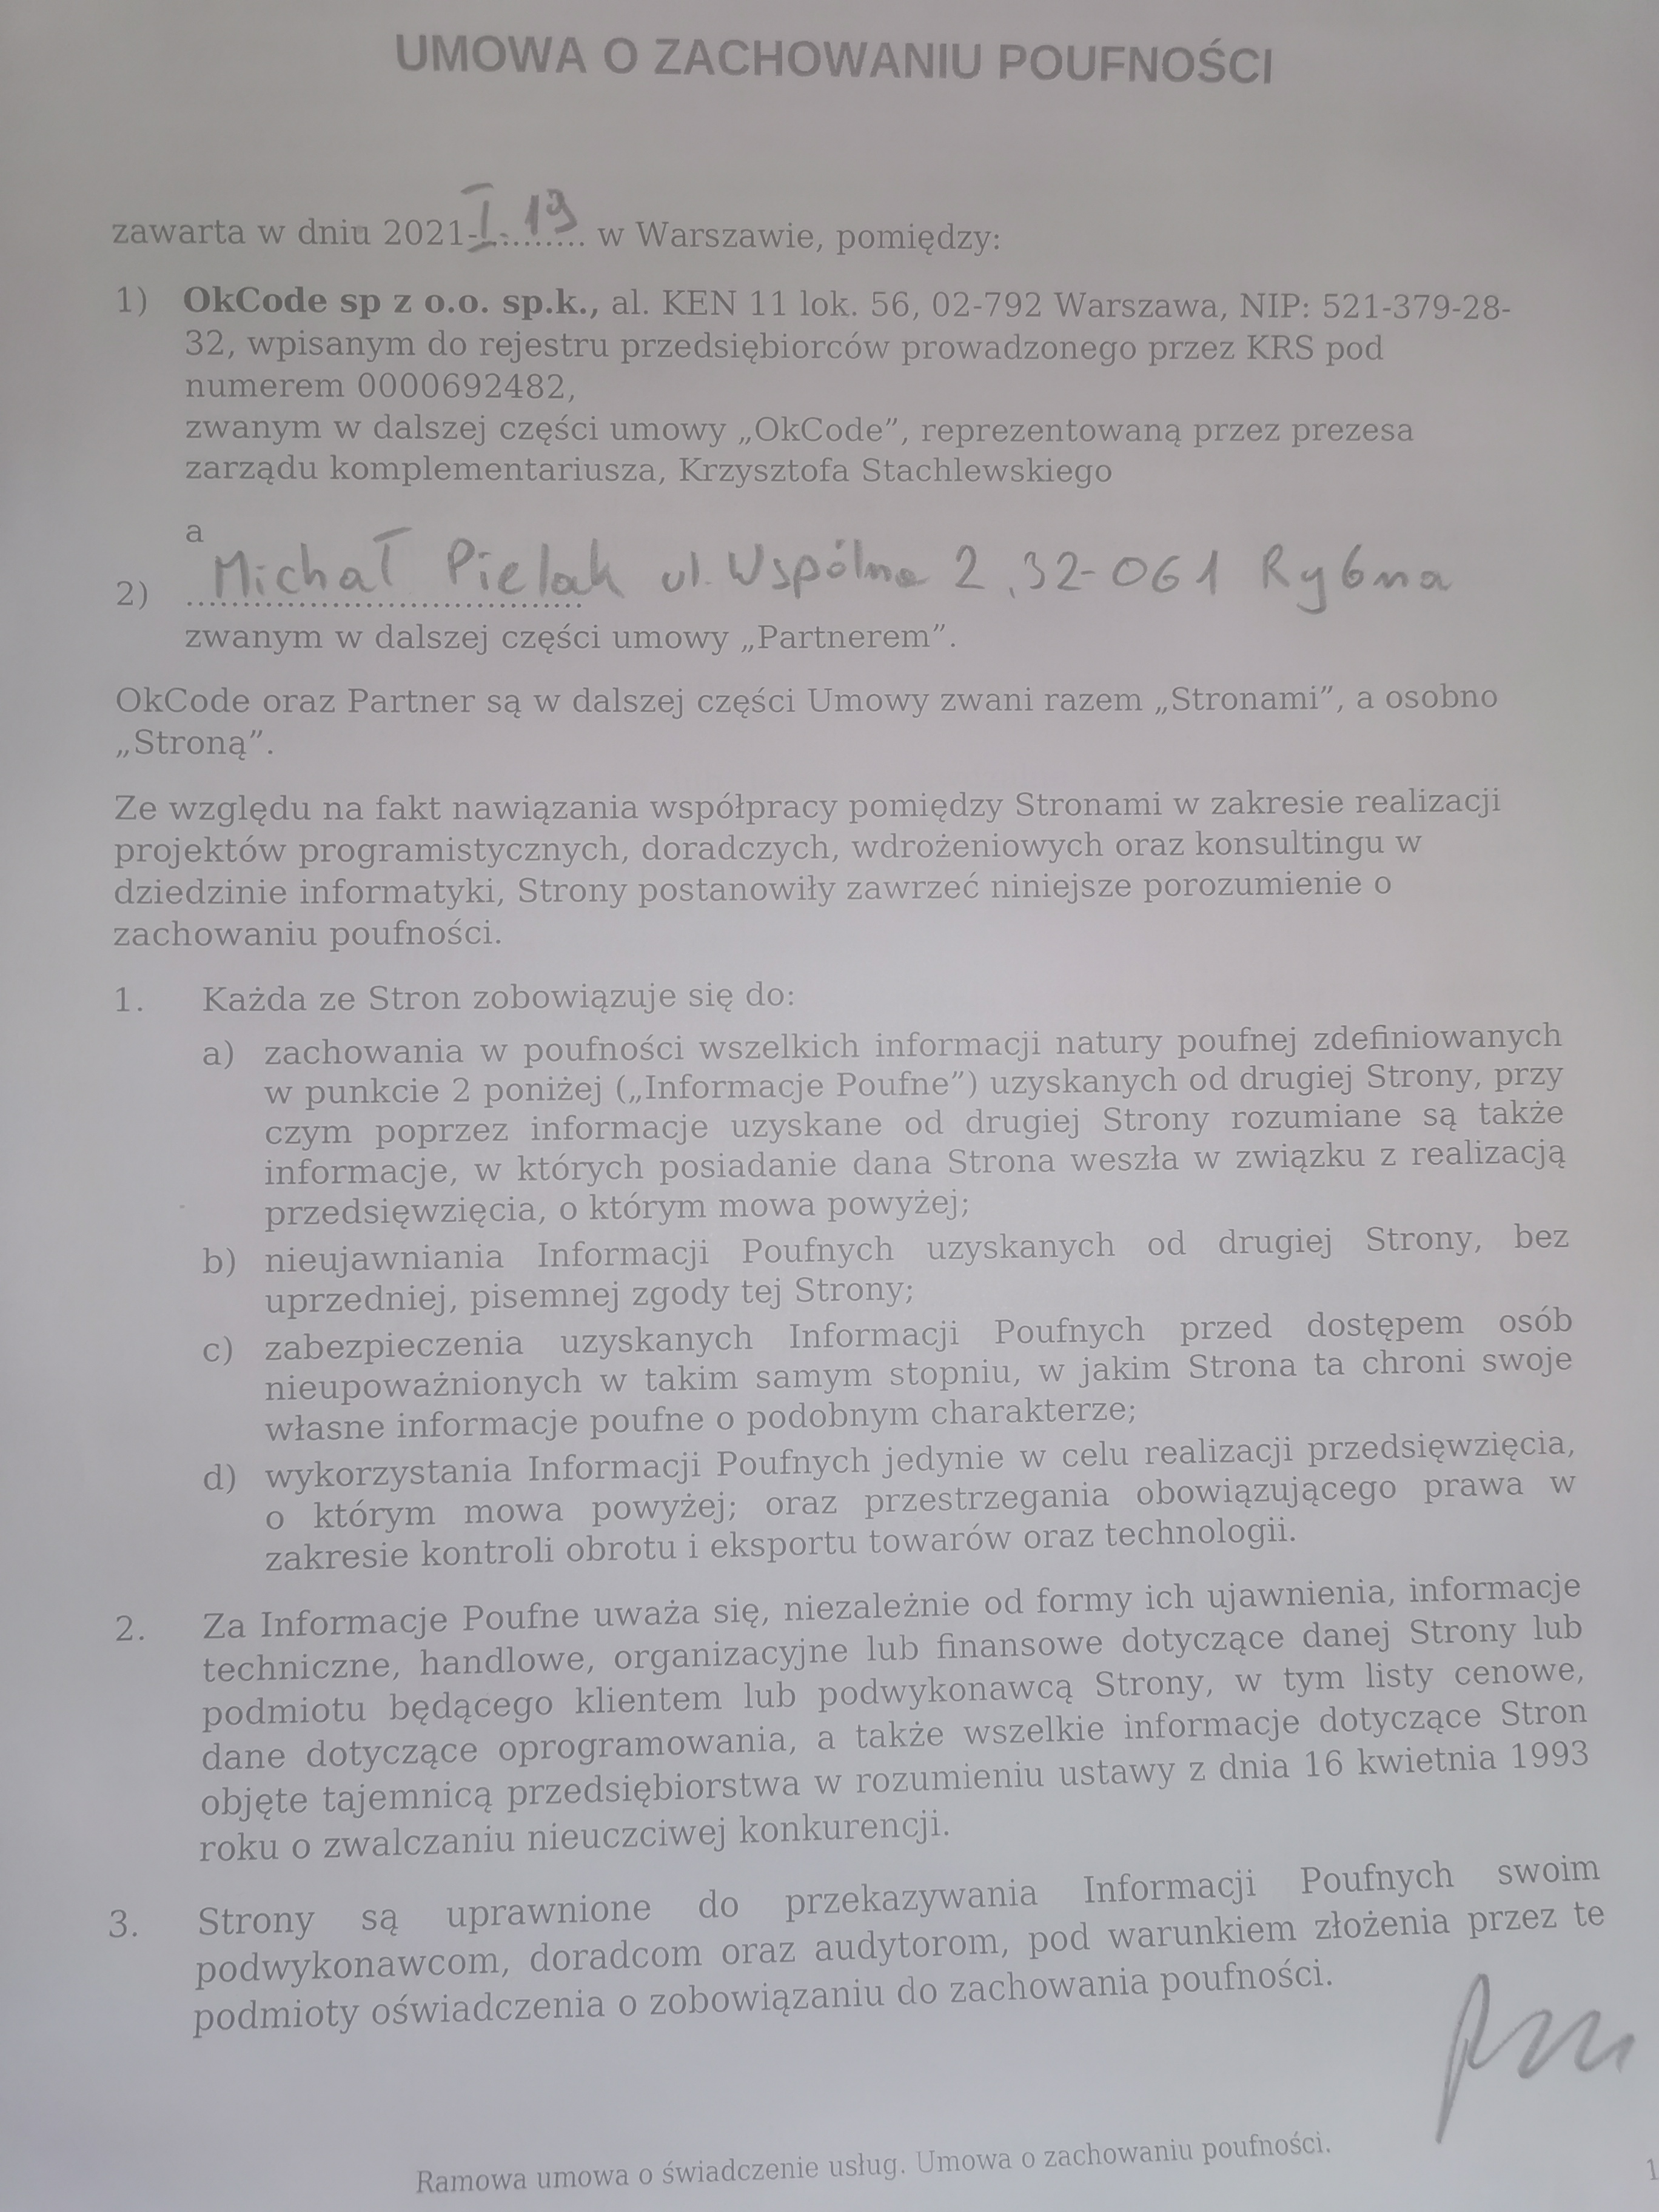 UMOWA O ZACHOWANIU POUFNOŚCI
zawarta w dniu 2021-I.19 w Warszawie, pomiędzy:
1) OkCode sp z o.o. sp.k., al. KEN 11 lok. 56, 02-792 Warszawa, NIP: 521-379-28-
32, wpisanym do rejestru przedsiębiorców prowadzonego przez KRS pod
numerem 0000692482,
zwanym w dalszej części umowy „OkCode”, reprezentowaną przez prezesa
zarządu komplementariusza, Krzysztofa Stachlewskiego
a
2) Michał Pielak ul. Wspólna 2, 32-061 Rybna
zwanym w dalszej części umowy „Partnerem”.
OkCode oraz Partner są w dalszej części Umowy zwani razem „Stronami”, a osobno
„Stroną”.
Ze względu na fakt nawiązania współpracy pomiędzy Stronami w zakresie realizacji
projektów programistycznych, doradczych, wdrożeniowych oraz konsultingu w
dziedzinie informatyki, Strony postanowiły zawrzeć niniejsze porozumienie o
zachowaniu poufności.
1. Każda ze Stron zobowiązuje się do:
a) zachowania w poufności wszelkich informacji natury poufnej zdefiniowanych
w punkcie 2 poniżej („Informacje Poufne”) uzyskanych od drugiej Strony, przy
czym poprzez informacje uzyskane od drugiej Strony rozumiane są także
informacje, w których posiadanie dana Strona weszła w związku z realizacją
przedsięwzięcia, o którym mowa powyżej;
b) nieujawniania Informacji Poufnych uzyskanych od drugiej Strony, bez
uprzedniej, pisemnej zgody tej Strony;
c) zabezpieczenia uzyskanych Informacji Poufnych przed dostępem osób
nieupoważnionych w takim samym stopniu, w jakim Strona ta chroni swoje
własne informacje poufne o podobnym charakterze;
d) wykorzystania Informacji Poufnych jedynie w celu realizacji przedsięwzięcia,
o którym mowa powyżej; oraz przestrzegania obowiązującego prawa w
zakresie kontroli obrotu i eksportu towarów oraz technologii.
2. Za Informacje Poufne uważa się, niezależnie od formy ich ujawnienia, informacje
techniczne, handlowe, organizacyjne lub finansowe dotyczące danej Strony lub
podmiotu będącego klientem lub podwykonawcą Strony, w tym listy cenowe,
dane dotyczące oprogramowania, a także wszelkie informacje dotyczące Stron
objęte tajemnicą przedsiębiorstwa w rozumieniu ustawy z dnia 16 kwietnia 1993
roku o zwalczaniu nieuczciwej konkurencji.
3. Strony są uprawnione do przekazywania Informacji Poufnych swoim
podwykonawcom, doradcom oraz audytorom, pod warunkiem złożenia przez te
podmioty oświadczenia o zobowiązaniu do zachowania poufności.
Ramowa umowa o świadczenie usług. Umowa o zachowaniu poufności.
1